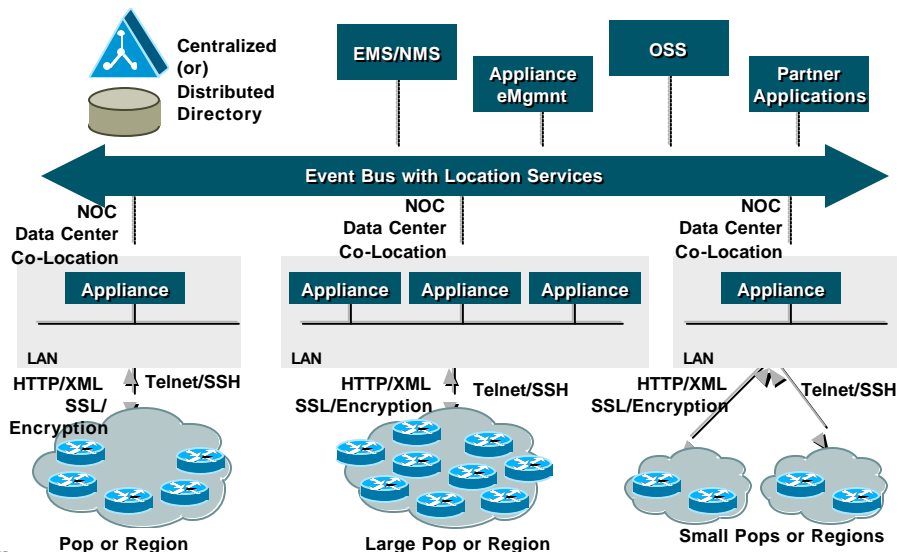 Centralized
(or)
Distributed
Directory
EMS/NMS
Appliance
eMgmnt
OSS
Partner
Applications
Event Bus with Location Services
NOC
Data Center
Co-Location
NOC
Data Center
Co-Location
NOC
Data Center
Co-Location
Appliance
Appliance
Appliance
Appliance
Appliance
LAN
LAN
LAN
HTTP/XML
SSL/
Encryption
Telnet/SSH
HTTP/XML
SSL/Encryption
Telnet/SSH
HTTP/XML
SSL/Encryption
Telnet/SSH
Pop or Region
Large Pop or Region
Small Pops or Regions